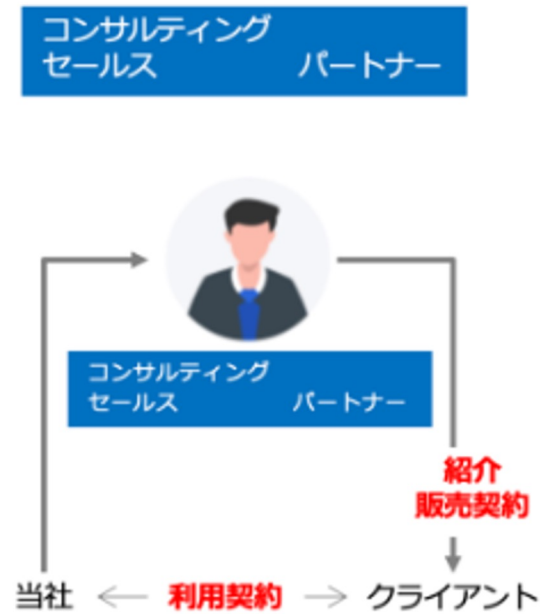 コンサルティング
セールス パートナー
コンサルティング
セールス パートナー
紹介
販売契約
当社 利用契約 クライアント